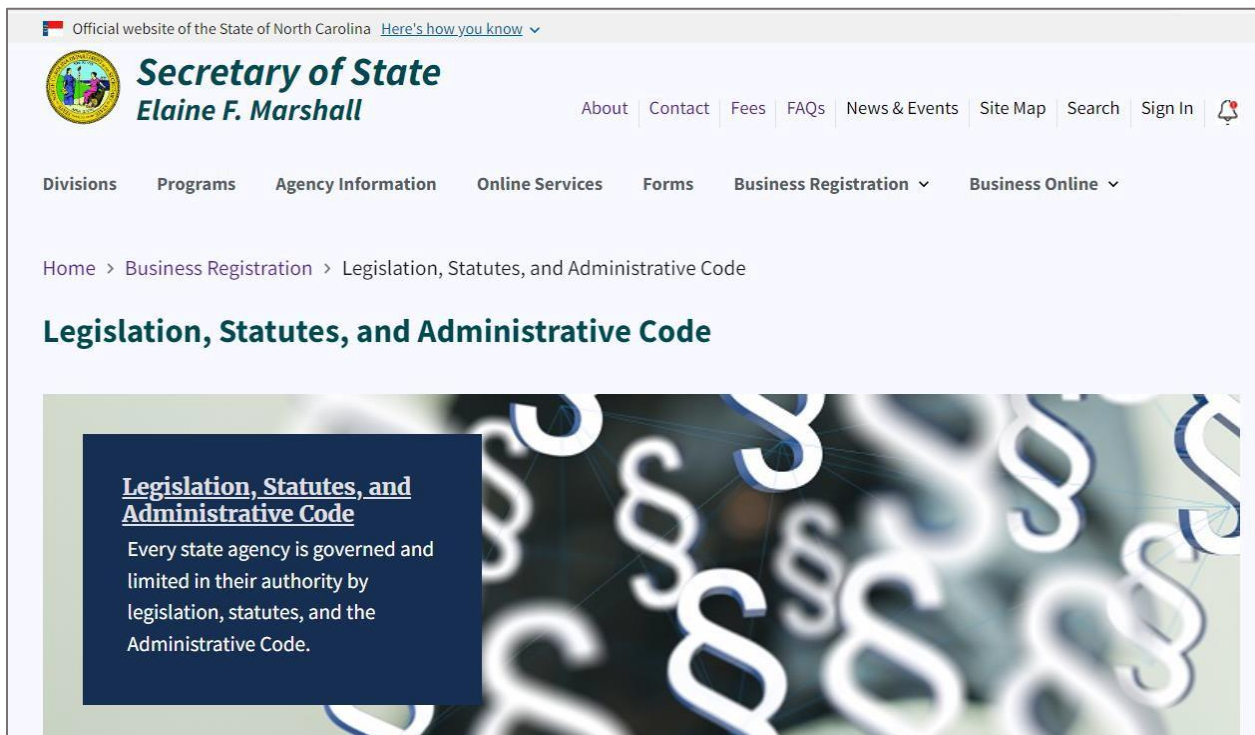 Official website of the State of North Carolina Here's how you know
Secretary of State
Elaine F. Marshall
About Contact Fees FAQs News & Events Site Map Search Sign In
Divisions Programs Agency Information Online Services Forms Business Registration Business Online
Home > Business Registration > Legislation, Statutes, and Administrative Code
Legislation, Statutes, and Administrative Code
Legislation, Statutes, and
Administrative Code
Every state agency is governed and
limited in their authority by
legislation, statutes, and the
Administrative Code.